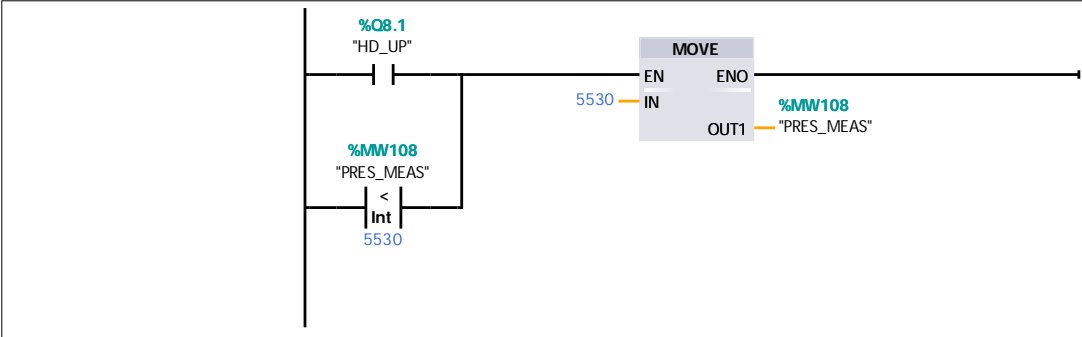 %Q8.1
"HD_UP"
MOVE
EN ENO
5530 IN
%MW108
OUT1 "PRES_MEAS"
%MW108
"PRES_MEAS"
<
Int
5530